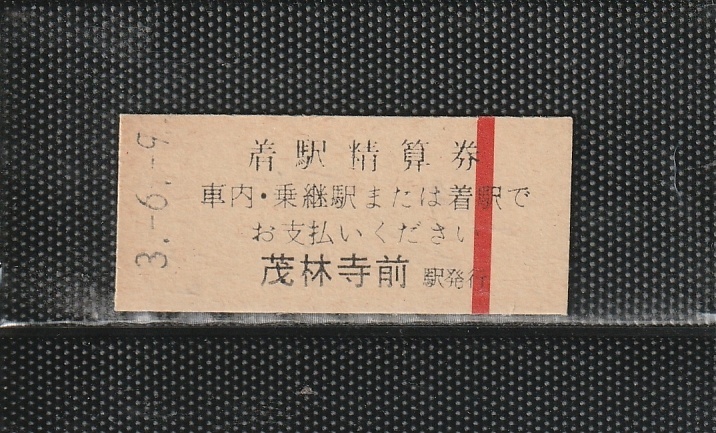 3.-6.-9.
着駅精算券
車内・乗継駅または着駅で
お支払いください
茂林寺前 駅発行